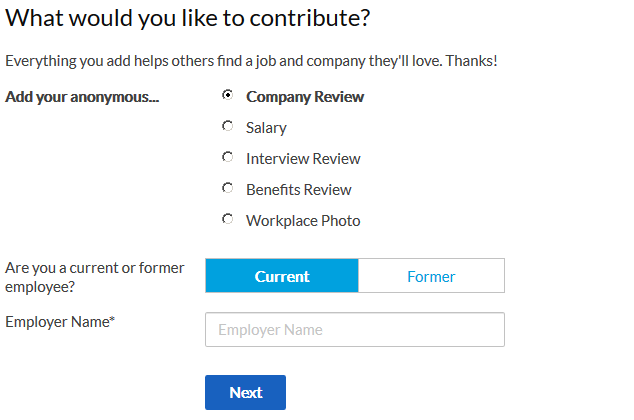 What would you like to contribute?
Everything you add helps others find a job and company they'll love. Thanks!
Add your anonymous...
Company Review
Salary
Interview Review
Benefits Review
Workplace Photo
Are you a current or former
employee?
Current
Former
Employer Name*
Employer Name
Next